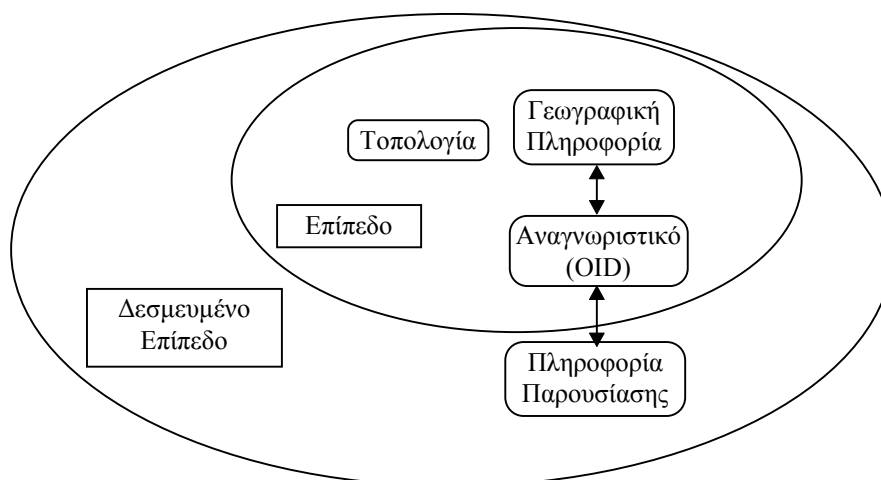 Γεωγραφική
Πληροφορία
Τοπολογία
Επίπεδο
Αναγνωριστικό
(OID)
Δεσμευμένο
Επίπεδο
Πληροφορία
Παρουσίασης